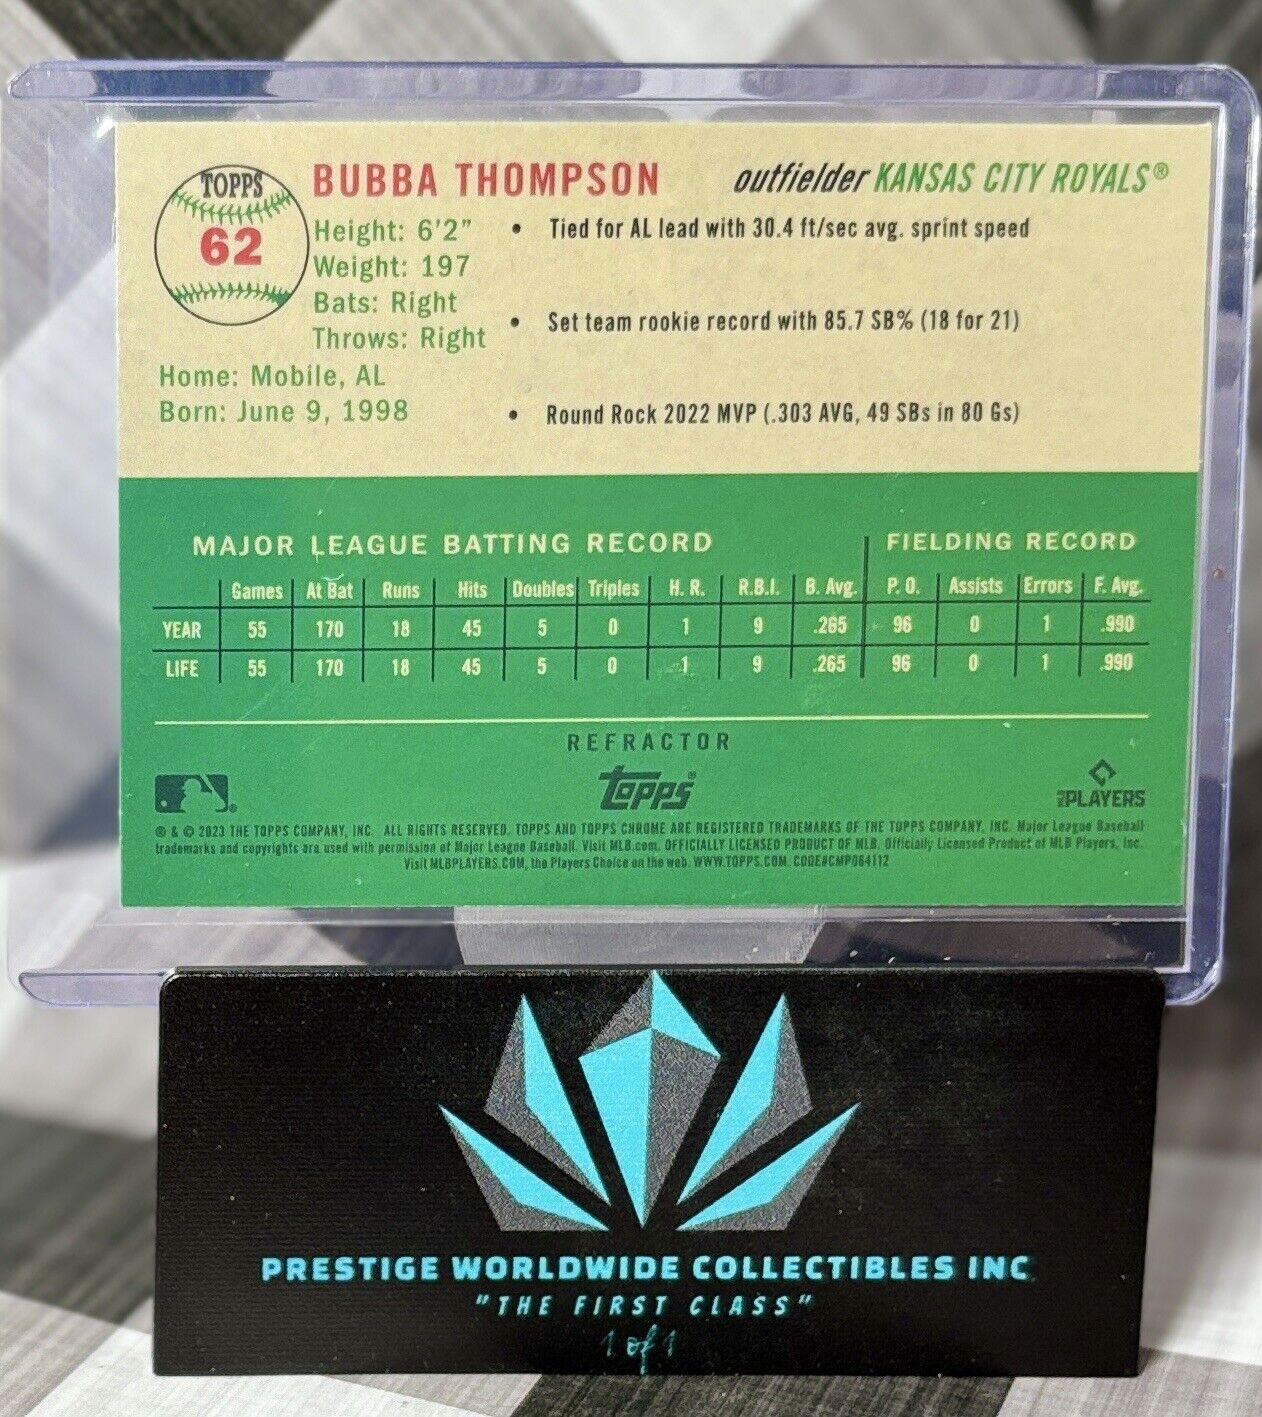 TOPPS
62
BUBBA THOMPSON
outfielder KANSAS CITY ROYALS®
Height: 6'2"
Weight: 197
Bats: Right
Throws: Right
Home: Mobile, AL
Born: June 9, 1998
• Tied for AL lead with 30.4 ft/sec avg. sprint speed
• Set team rookie record with 85.7 SB% (18 for 21)
• Round Rock 2022 MVP (.303 AVG, 49 SBs in 80 Gs)
MAJOR LEAGUE BATTING RECORD FIELDING RECORD
Games At Bat Runs Hits Doubles Triples H. R. R.B.I. B. Avg. P. O. Assists Errors F. Avg.
YEAR 55 170 18 45 5 0 1 9 .265 96 0 1 .990
LIFE 55 170 18 45 5 0 1 9 .265 96 0 1 .990
REFRACTOR
topps®
MLB PLAYERS
® & © 2023 THE TOPPS COMPANY, INC. ALL RIGHTS RESERVED. TOPPS AND TOPPS CHROME ARE REGISTERED TRADEMARKS OF THE TOPPS COMPANY, INC. Major League Baseball
trademarks and copyrights are used with permission of Major League Baseball. Visit MLB.com. OFFICIALLY LICENSED PRODUCT OF MLB. Officially Licensed Product of MLB Players, Inc.
Visit MLBPLAYERS.COM, the Players Choice on the web. WWW.TOPPS.COM. CODE#CMP064112
PRESTIGE WORLDWIDE COLLECTIBLES INC
"THE FIRST CLASS"
1 of 1